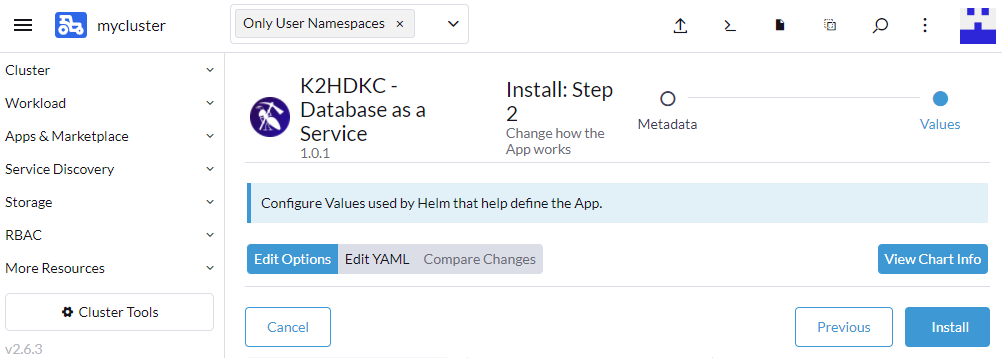 mycluster
Only User Namespaces ×
Cluster
Workload
Apps & Marketplace
Service Discovery
Storage
RBAC
More Resources
Cluster Tools
v2.6.3
K2HDKC -
Database as a
Service
1.0.1
Install: Step
2
Change how the
App works
Metadata
Values
Configure Values used by Helm that help define the App.
Edit Options Edit YAML Compare Changes
View Chart Info
Cancel
Previous
Install